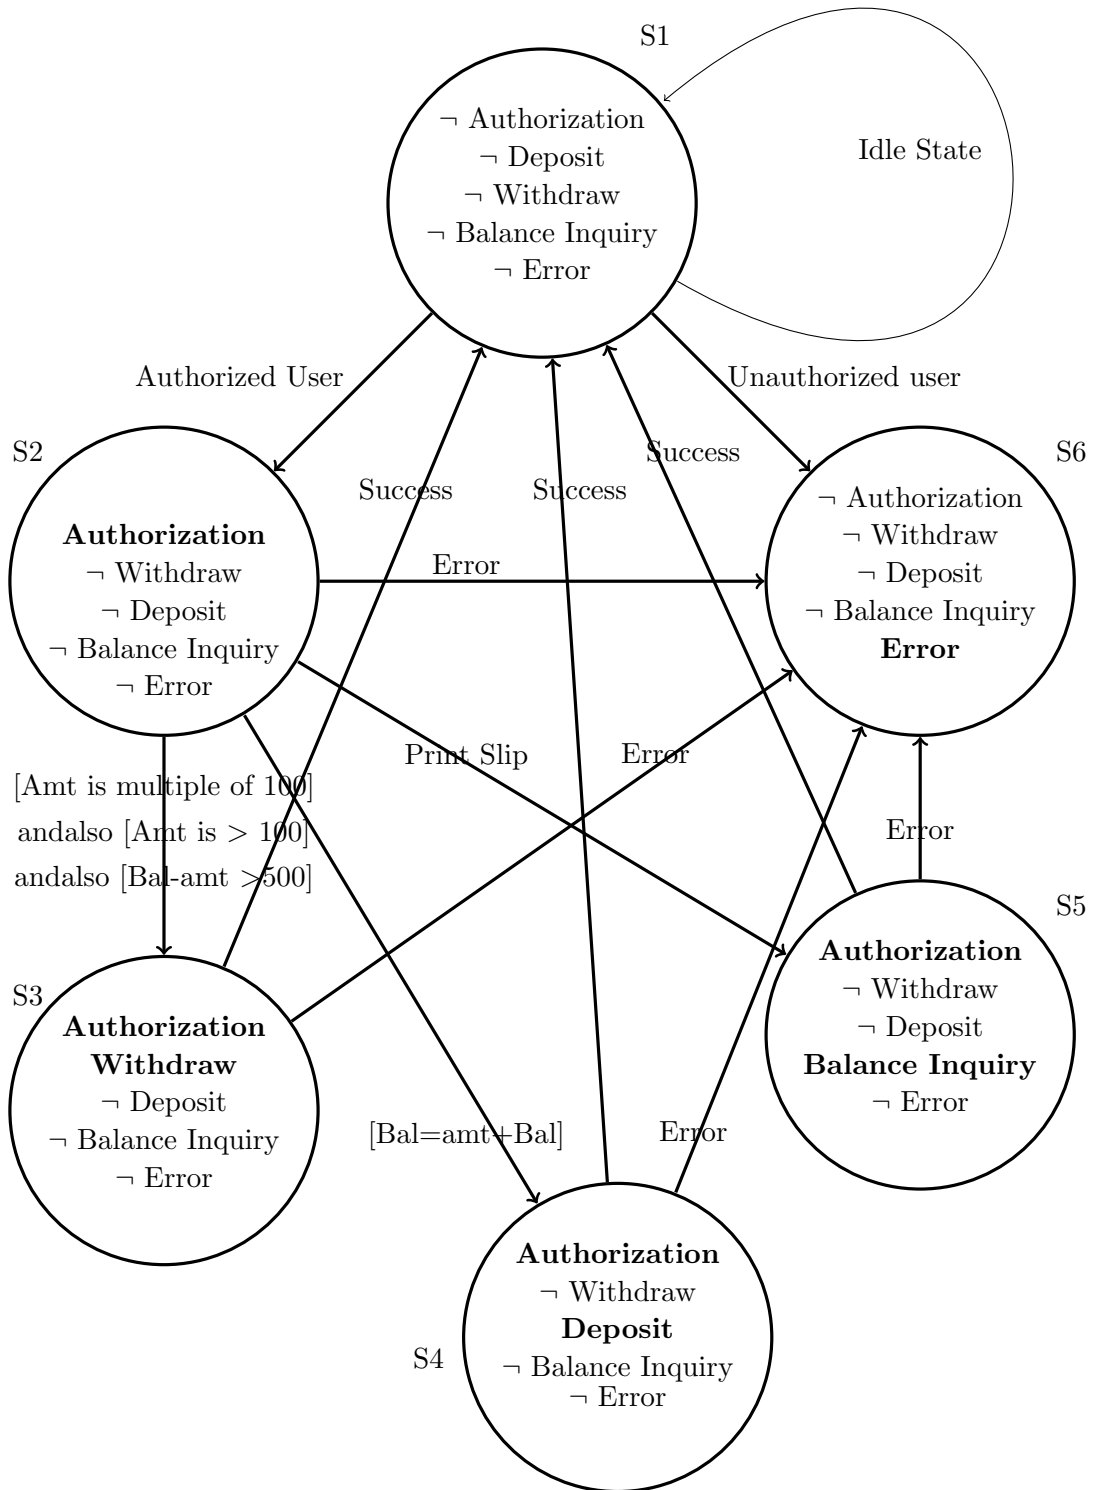 S1
¬ Authorization
¬ Deposit
¬ Withdraw
¬ Balance Inquiry
¬ Error
Idle State
Authorized User
Unauthorized user
S2
Authorization
¬ Withdraw
¬ Deposit
¬ Balance Inquiry
¬ Error
Success
Success
Success
Error
S6
¬ Authorization
¬ Withdraw
¬ Deposit
¬ Balance Inquiry
Error
[Amt is multiple of 100]
andalso [Amt is > 100]
andalso [Bal-amt >500]
Print Slip
Error
Error
S3
Authorization
Withdraw
¬ Deposit
¬ Balance Inquiry
¬ Error
S5
Authorization
¬ Withdraw
¬ Deposit
Balance Inquiry
¬ Error
[Bal=amt+Bal]
Error
S4
Authorization
¬ Withdraw
Deposit
¬ Balance Inquiry
¬ Error